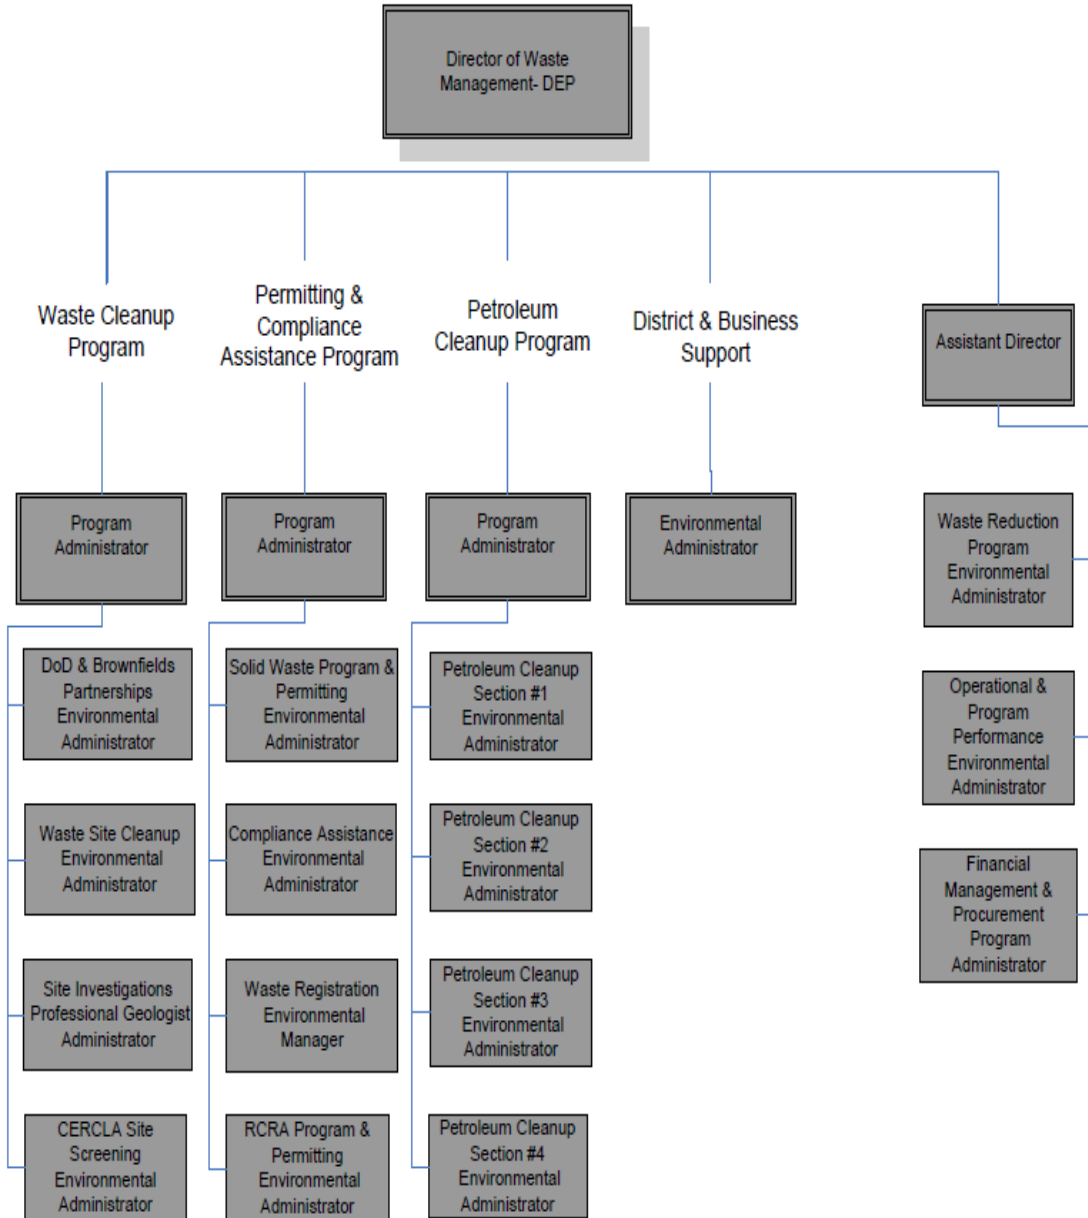 Director of Waste
Management- DEP
Waste Cleanup
Program
Permitting &
Compliance
Assistance Program
Petroleum
Cleanup Program
District & Business
Support
Assistant Director
Program
Administrator
Program
Administrator
Program
Administrator
Environmental
Administrator
DoD & Brownfields
Partnerships
Environmental
Administrator
Waste Site Cleanup
Environmental
Administrator
Site Investigations
Professional Geologist
Administrator
CERCLA Site
Screening
Environmental
Administrator
Solid Waste Program &
Permitting
Environmental
Administrator
Compliance Assistance
Environmental
Administrator
Waste Registration
Environmental
Manager
RCRA Program &
Permitting
Environmental
Administrator
Petroleum Cleanup
Section #1
Environmental
Administrator
Petroleum Cleanup
Section #2
Environmental
Administrator
Petroleum Cleanup
Section #3
Environmental
Administrator
Petroleum Cleanup
Section #4
Environmental
Administrator
Waste Reduction
Program
Environmental
Administrator
Operational &
Program
Performance
Environmental
Administrator
Financial
Management &
Procurement
Program
Administrator